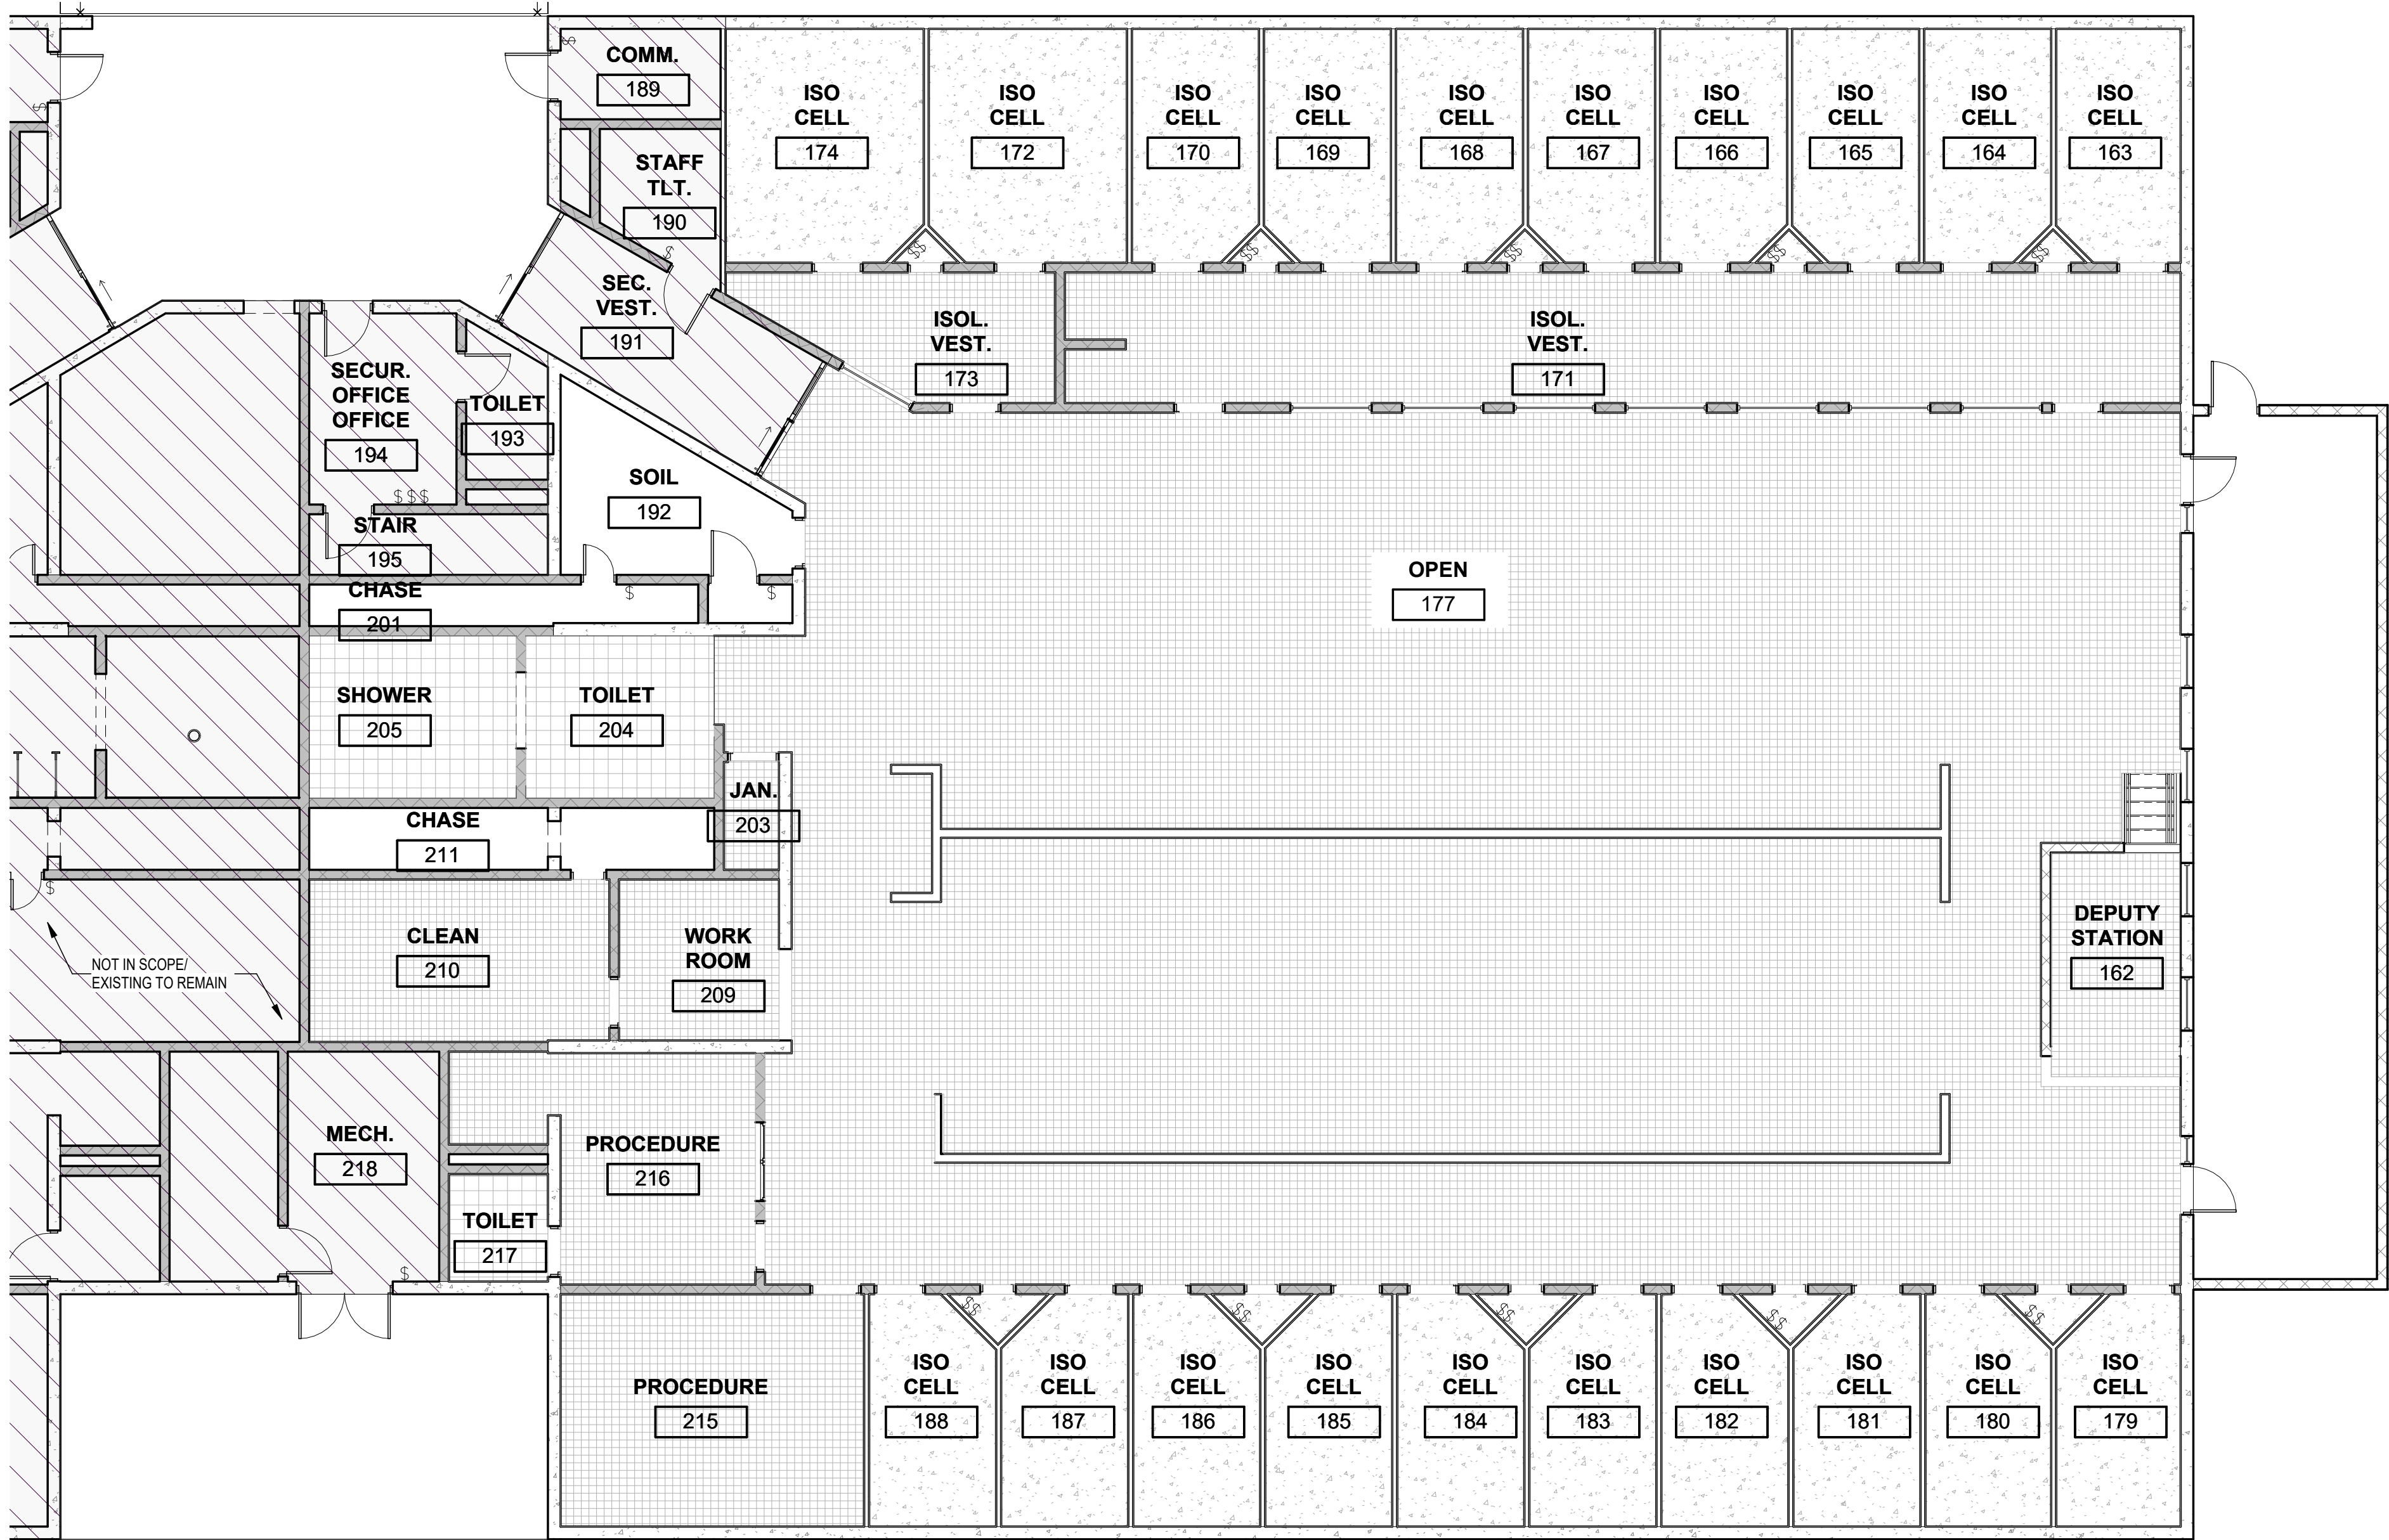 COMM.
189
STAFF
TLT.
190
ISO
CELL
174
ISO
CELL
172
ISO
CELL
170
ISO
CELL
169
ISO
CELL
168
ISO
CELL
167
ISO
CELL
166
ISO
CELL
165
ISO
CELL
164
ISO
CELL
163
SEC.
VEST.
191
ISOL.
VEST.
173
ISOL.
VEST.
171
SECUR.
OFFICE
OFFICE
194
TOILET
193
$$$
SOIL
192
STAIR
195
CHASE
201
OPEN
177
SHOWER
205
TOILET
204
JAN.
203
CHASE
211
CLEAN
210
WORK
ROOM
209
DEPUTY
STATION
162
NOT IN SCOPE/
EXISTING TO REMAIN
MECH.
218
PROCEDURE
216
TOILET
217
PROCEDURE
215
ISO
CELL
188
ISO
CELL
187
ISO
CELL
186
ISO
CELL
185
ISO
CELL
184
ISO
CELL
183
ISO
CELL
182
ISO
CELL
181
ISO
CELL
180
ISO
CELL
179